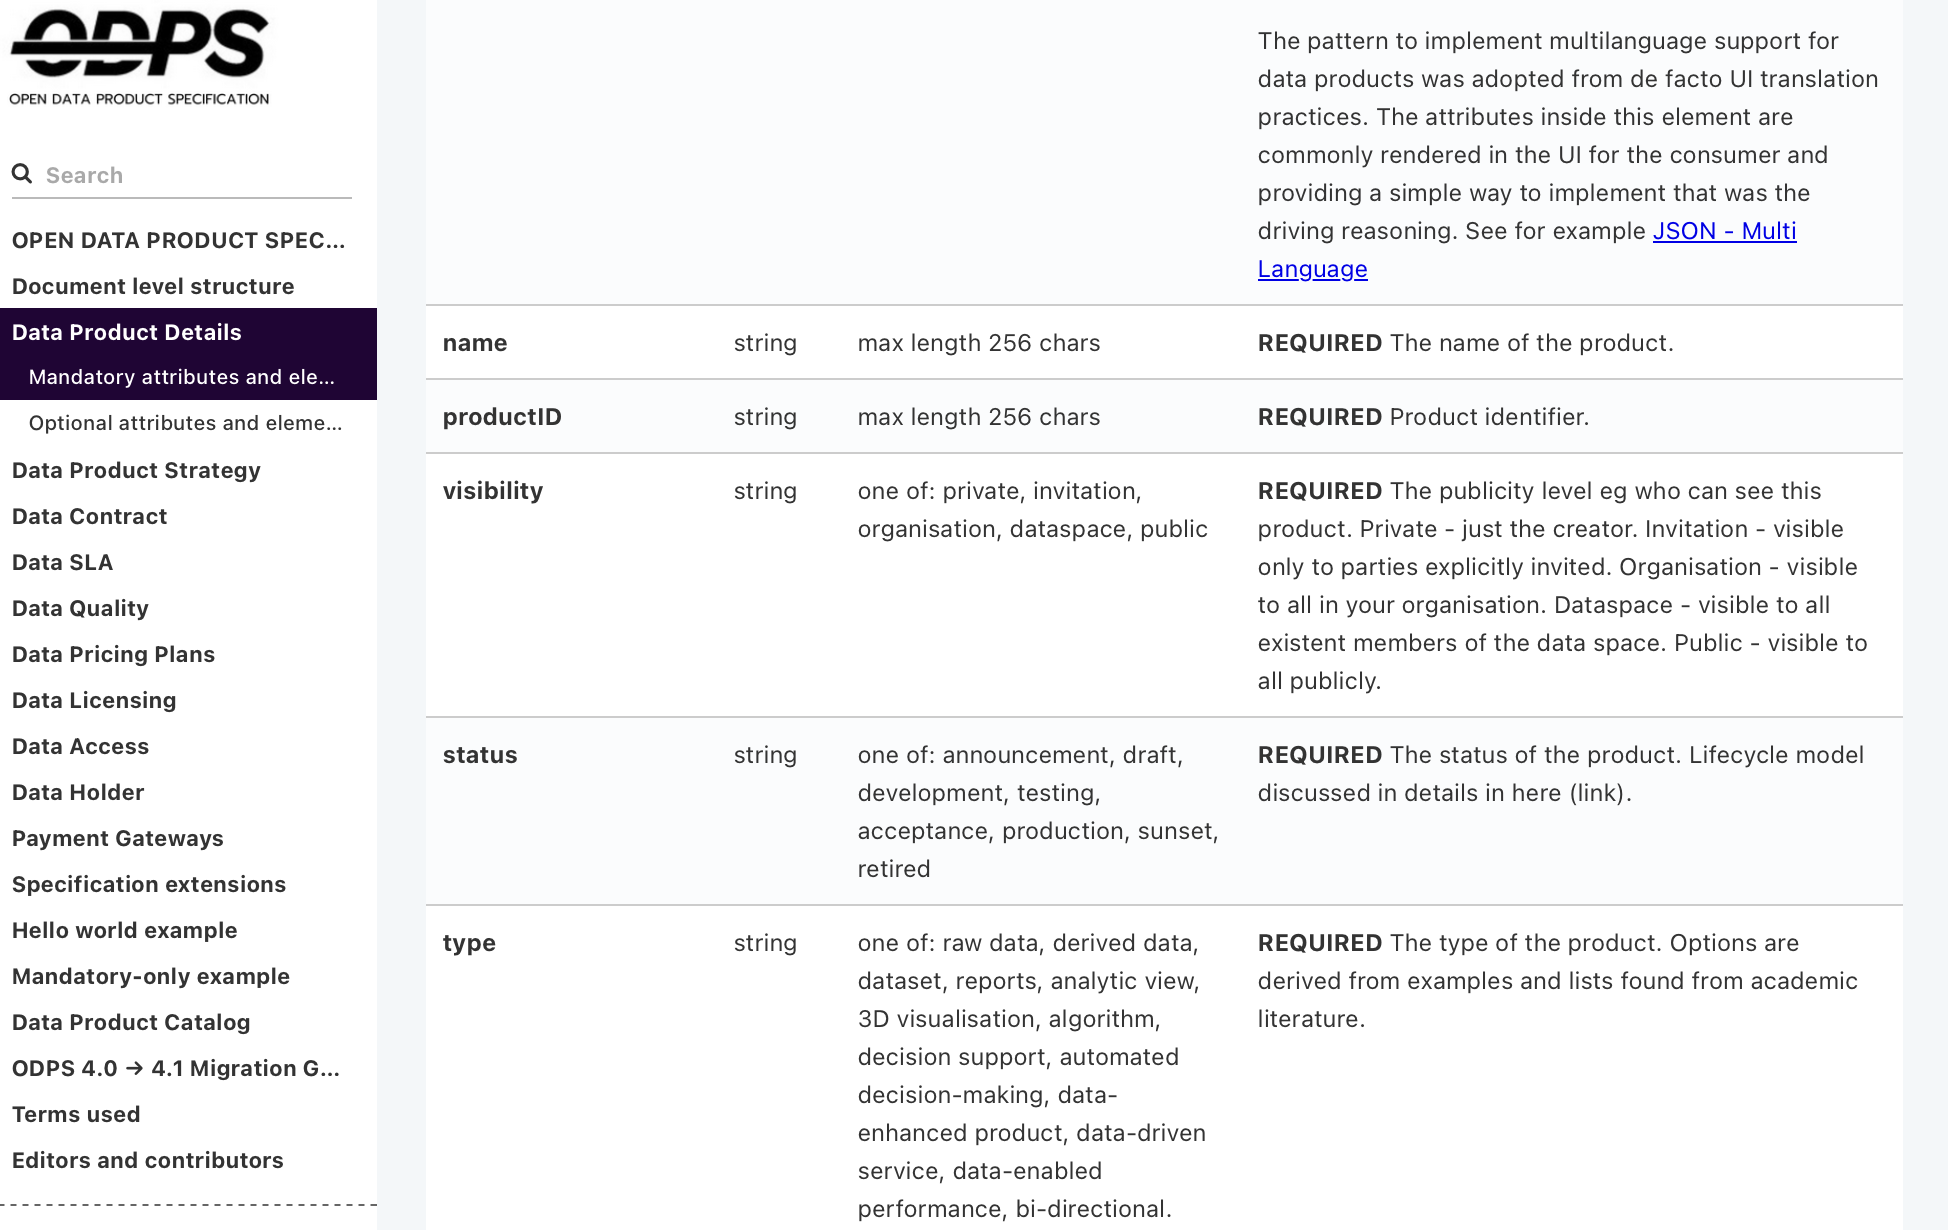 ODPS
OPEN DATA PRODUCT SPECIFICATION
Search
OPEN DATA PRODUCT SPEC...
Document level structure
Data Product Details
Mandatory attributes and ele...
Optional attributes and eleme...
Data Product Strategy
Data Contract
Data SLA
Data Quality
Data Pricing Plans
Data Licensing
Data Access
Data Holder
Payment Gateways
Specification extensions
Hello world example
Mandatory-only example
Data Product Catalog
ODPS 4.0 → 4.1 Migration G...
Terms used
Editors and contributors
The pattern to implement multilanguage support for
data products was adopted from de facto UI translation
practices. The attributes inside this element are
commonly rendered in the UI for the consumer and
providing a simple way to implement that was the
driving reasoning. See for example JSON - Multi
Language
name
string
max length 256 chars
REQUIRED The name of the product.
productID
string
max length 256 chars
REQUIRED Product identifier.
visibility
string
one of: private, invitation,
organisation, dataspace, public
REQUIRED The publicity level eg who can see this
product. Private - just the creator. Invitation - visible
only to parties explicitly invited. Organisation - visible
to all in your organisation. Dataspace - visible to all
existent members of the data space. Public - visible to
all publicly.
status
string
one of: announcement, draft,
development, testing,
acceptance, production, sunset,
retired
REQUIRED The status of the product. Lifecycle model
discussed in details in here (link).
type
string
one of: raw data, derived data,
dataset, reports, analytic view,
3D visualisation, algorithm,
decision support, automated
decision-making, data-
enhanced product, data-driven
service, data-enabled
performance, bi-directional.
REQUIRED The type of the product. Options are
derived from examples and lists found from academic
literature.